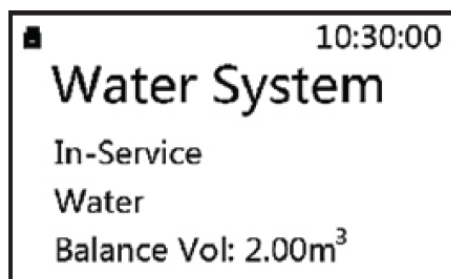 10:30:00
Water System
In-Service
Water
Balance Vol: 2.00m³